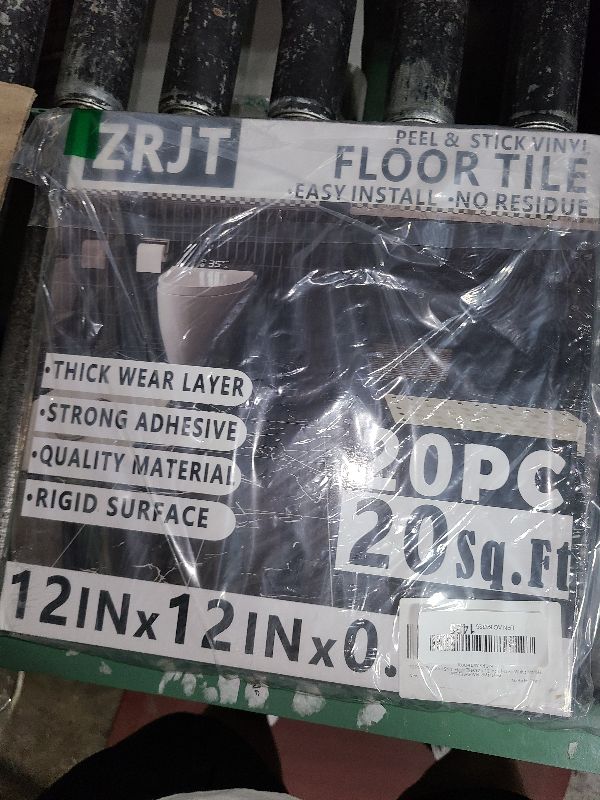 ZRJT
PEEL & STICK VINYL
FLOOR TILE
·EASY INSTALL ·NO RESIDUE
·THICK WEAR LAYER
·STRONG ADHESIVE
·QUALITY MATERIAL
·RIGID SURFACE
20PC
20Sq.Ft
12INx12INx0.